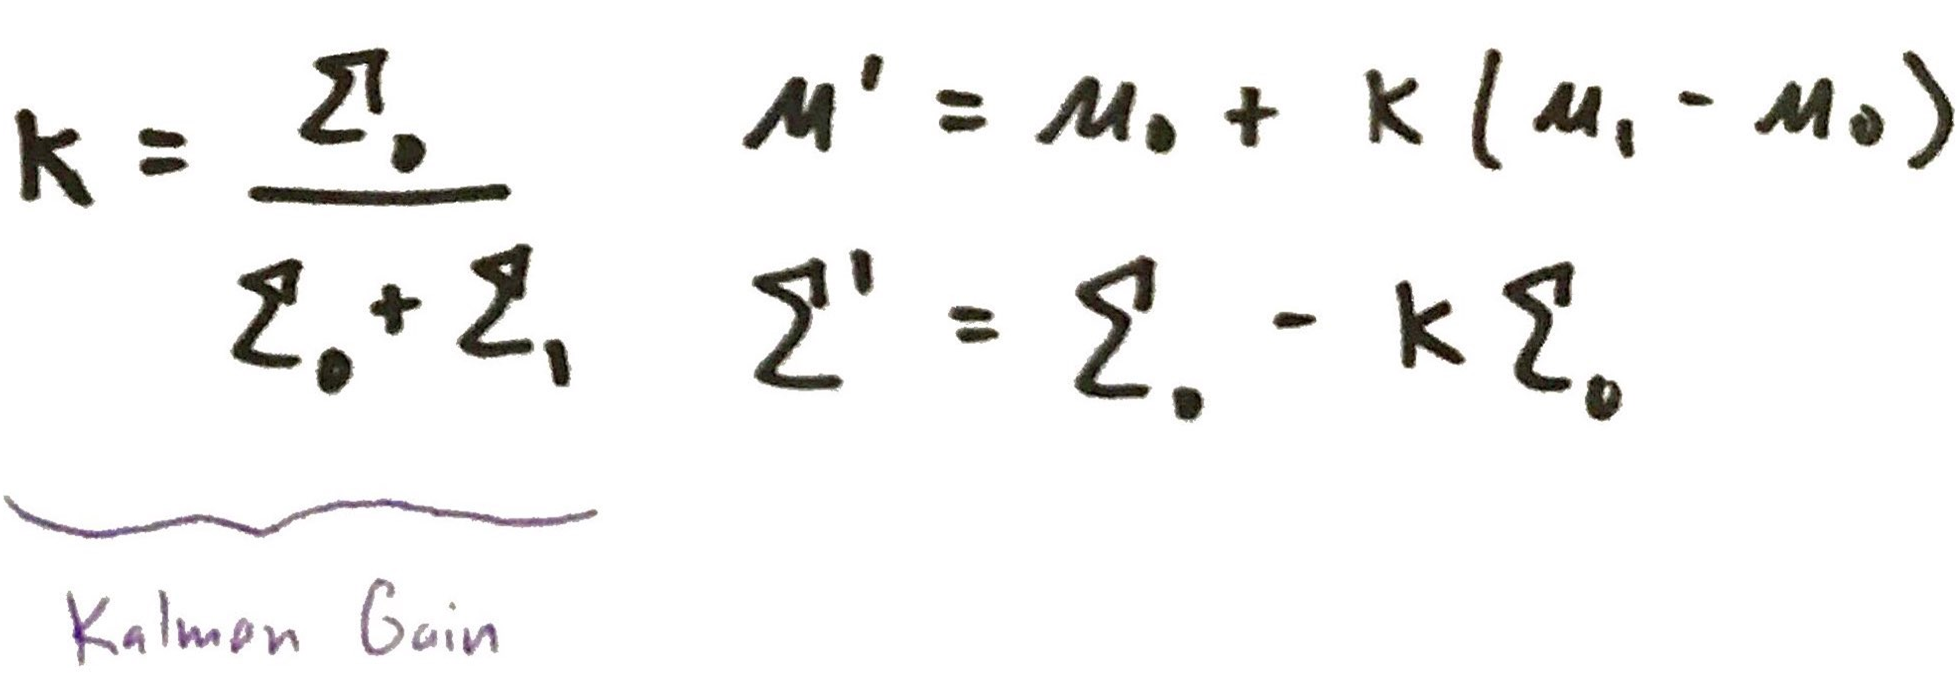 K = Σ₀ / (Σ₀ + Σ₁)
μ' = μ₀ + K (μ₁ - μ₀)
Σ' = Σ₀ - K Σ₀
Kalman Gain